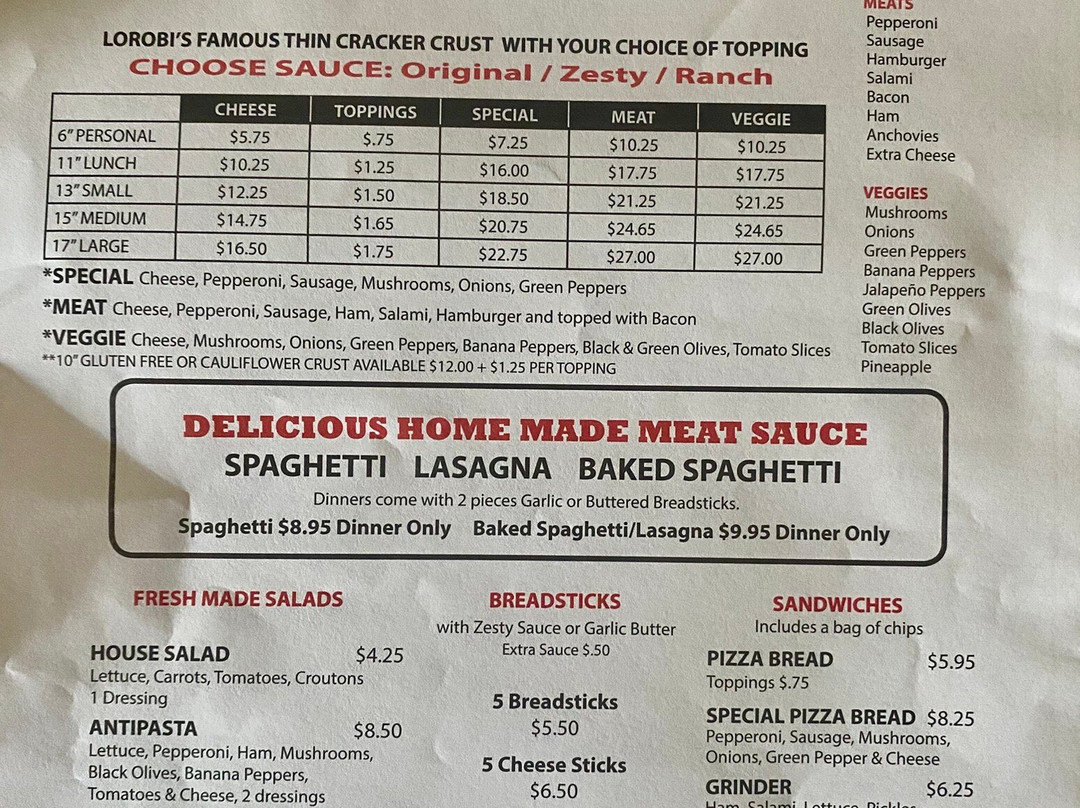 LOROBI'S FAMOUS THIN CRACKER CRUST WITH YOUR CHOICE OF TOPPING
CHOOSE SAUCE: Original / Zesty / Ranch
CHEESE TOPPINGS SPECIAL MEAT VEGGIE
6" PERSONAL $5.75 $.75 $7.25 $10.25 $10.25
11" LUNCH $10.25 $1.25 $16.00 $17.75 $17.75
13" SMALL $12.25 $1.50 $18.50 $21.25 $21.25
15" MEDIUM $14.75 $1.65 $20.75 $24.65 $24.65
17" LARGE $16.50 $1.75 $22.75 $27.00 $27.00
*SPECIAL Cheese, Pepperoni, Sausage, Mushrooms, Onions, Green Peppers
*MEAT Cheese, Pepperoni, Sausage, Ham, Salami, Hamburger and topped with Bacon
*VEGGIE Cheese, Mushrooms, Onions, Green Peppers, Banana Peppers, Black & Green Olives, Tomato Slices
**10" GLUTEN FREE OR CAULIFLOWER CRUST AVAILABLE $12.00 + $1.25 PER TOPPING
MEATS
Pepperoni
Sausage
Hamburger
Salami
Bacon
Ham
Anchovies
Extra Cheese
VEGGIES
Mushrooms
Onions
Green Peppers
Banana Peppers
Jalapeño Peppers
Green Olives
Black Olives
Tomato Slices
Pineapple
DELICIOUS HOME MADE MEAT SAUCE
SPAGHETTI LASAGNA BAKED SPAGHETTI
Dinners come with 2 pieces Garlic or Buttered Breadsticks.
Spaghetti $8.95 Dinner Only Baked Spaghetti/Lasagna $9.95 Dinner Only
FRESH MADE SALADS
HOUSE SALAD $4.25
Lettuce, Carrots, Tomatoes, Croutons
1 Dressing
ANTIPASTA $8.50
Lettuce, Pepperoni, Ham, Mushrooms,
Black Olives, Banana Peppers,
Tomatoes & Cheese, 2 dressings
BREADSTICKS
with Zesty Sauce or Garlic Butter
Extra Sauce $.50
5 Breadsticks
$5.50
5 Cheese Sticks
$6.50
SANDWICHES
Includes a bag of chips
PIZZA BREAD $5.95
Toppings $.75
SPECIAL PIZZA BREAD $8.25
Pepperoni, Sausage, Mushrooms,
Onions, Green Pepper & Cheese
GRINDER $6.25
Ham, Salami, Lettuce, Pickles,